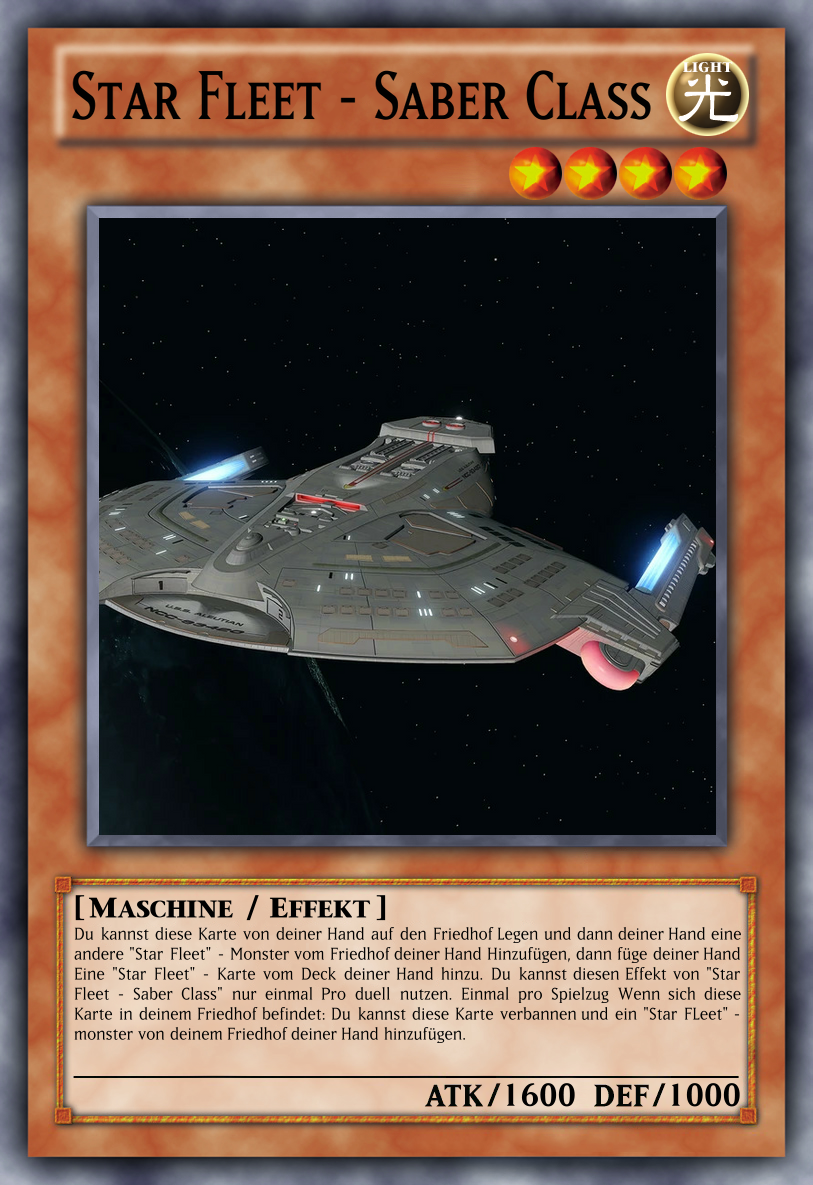 Star Fleet - Saber Class
LIGHT
光
U.S.S. ALEUTIAN
[Maschine / Effekt]
Du kannst diese Karte von deiner Hand auf den Friedhof Legen und dann deiner Hand eine
andere "Star Fleet" - Monster vom Friedhof deiner Hand Hinzufügen, dann füge deiner Hand
Eine "Star Fleet" - Karte vom Deck deiner Hand hinzu. Du kannst diesen Effekt von "Star
Fleet - Saber Class" nur einmal Pro duell nutzen. Einmal pro Spielzug Wenn sich diese
Karte in deinem Friedhof befindet: Du kannst diese Karte verbannen und ein "Star FLeet" -
monster von deinem Friedhof deiner Hand hinzufügen.
ATK/1600 DEF/1000